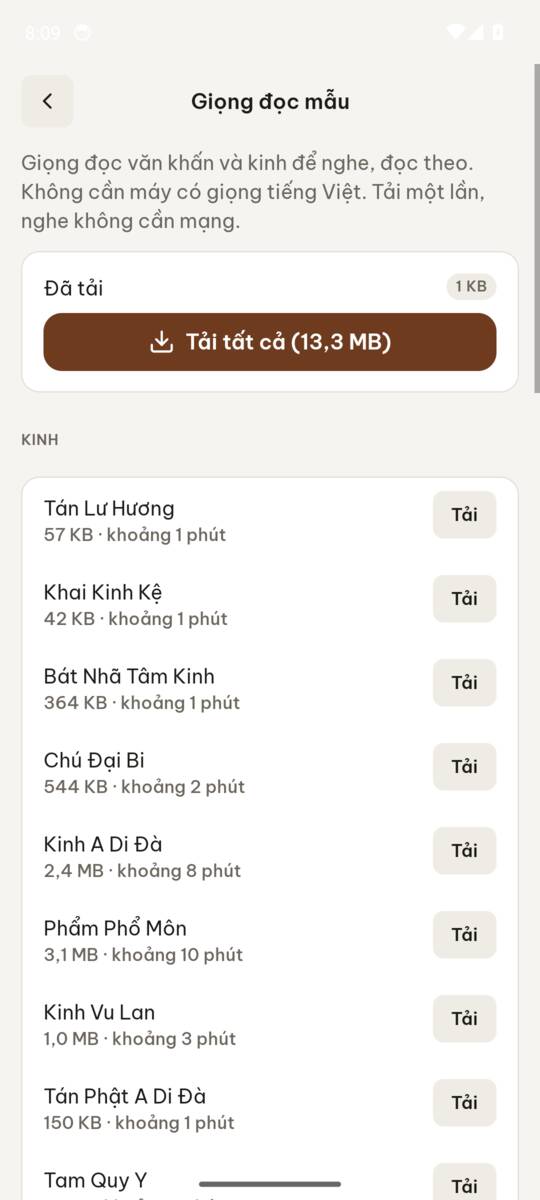 8:09
Giọng đọc mẫu
Giọng đọc văn khấn và kinh để nghe, đọc theo.
Không cần máy có giọng tiếng Việt. Tải một lần,
nghe không cần mạng.
Đã tải
1 KB
Tải tất cả (13,3 MB)
KINH
Tán Lư Hương
57 KB · khoảng 1 phút
Tải
Khai Kinh Kệ
42 KB · khoảng 1 phút
Tải
Bát Nhã Tâm Kinh
364 KB · khoảng 1 phút
Tải
Chú Đại Bi
544 KB · khoảng 2 phút
Tải
Kinh A Di Đà
2,4 MB · khoảng 8 phút
Tải
Phẩm Phổ Môn
3,1 MB · khoảng 10 phút
Tải
Kinh Vu Lan
1,0 MB · khoảng 3 phút
Tải
Tán Phật A Di Đà
150 KB · khoảng 1 phút
Tải
Tam Quy Y
Tải